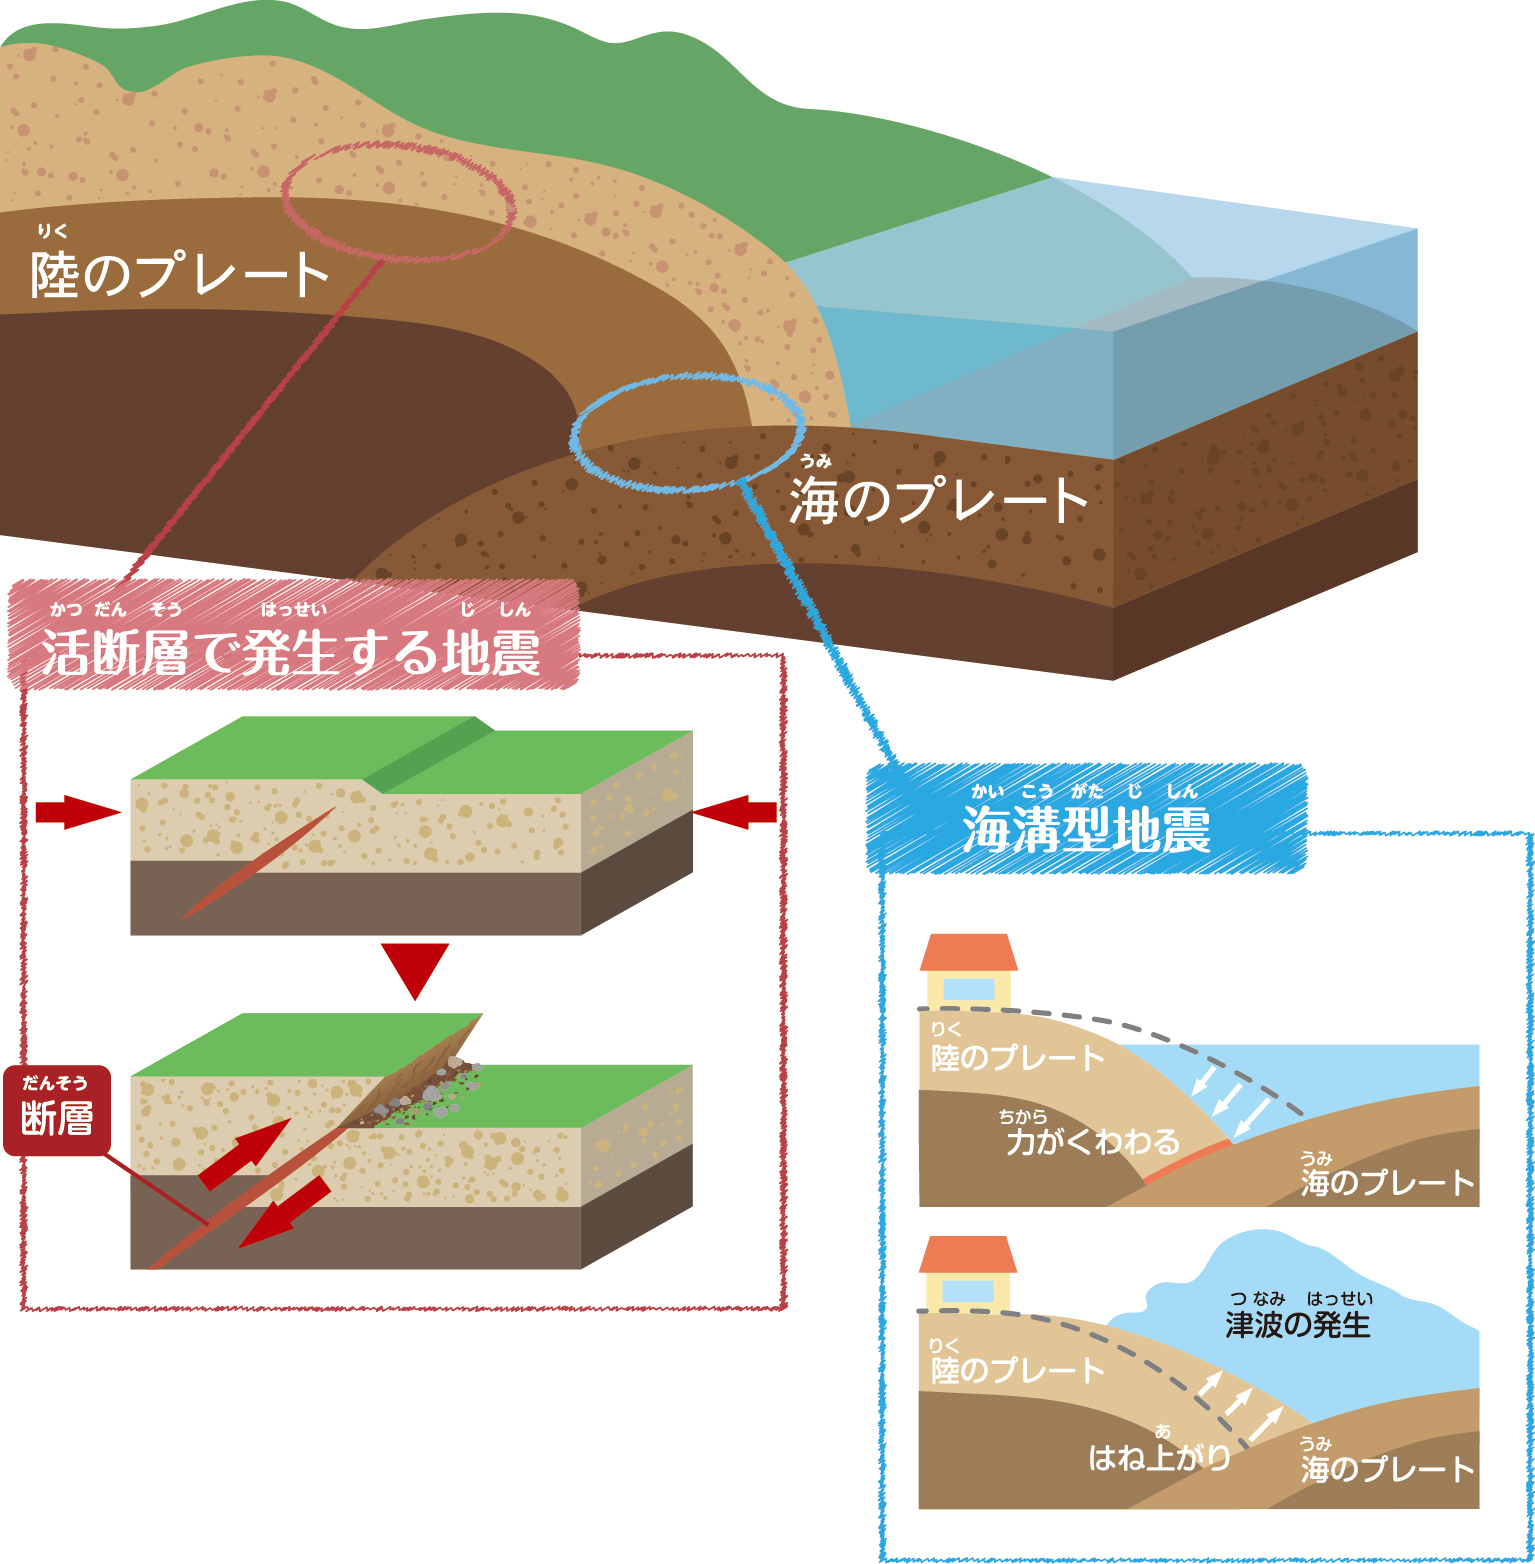 りく
陸のプレート
うみ
海のプレート
かつ だん そう はっせい じ しん
活断層で発生する地震
だんそう
断層
かい こう がた じ しん
海溝型地震
りく
陸のプレート
ちから
力がくわわる
うみ
海のプレート
つ なみ はっせい
津波の発生
りく
陸のプレート
あ
はね上がり
うみ
海のプレート